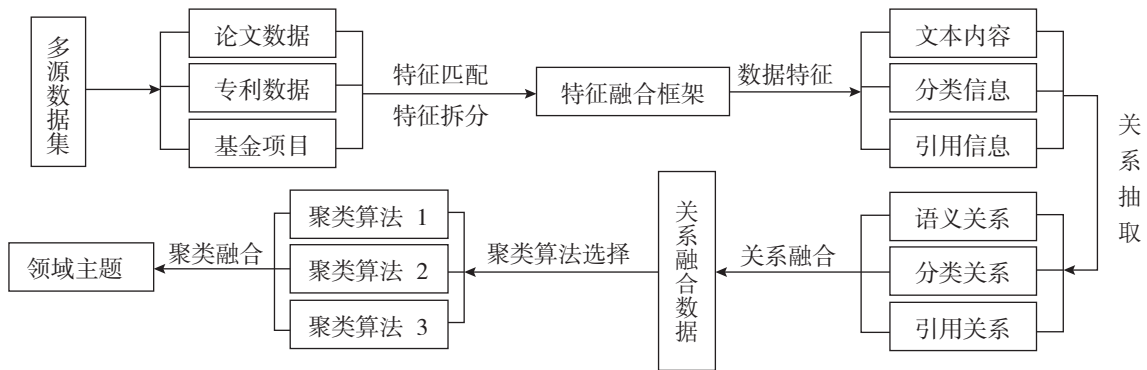 多源数据集
论文数据
专利数据
基金项目
特征匹配
特征拆分
特征融合框架
数据特征
文本内容
分类信息
引用信息
关系抽取
语义关系
分类关系
引用关系
关系融合
关系融合数据
聚类算法选择
聚类算法 1
聚类算法 2
聚类算法 3
聚类融合
领域主题